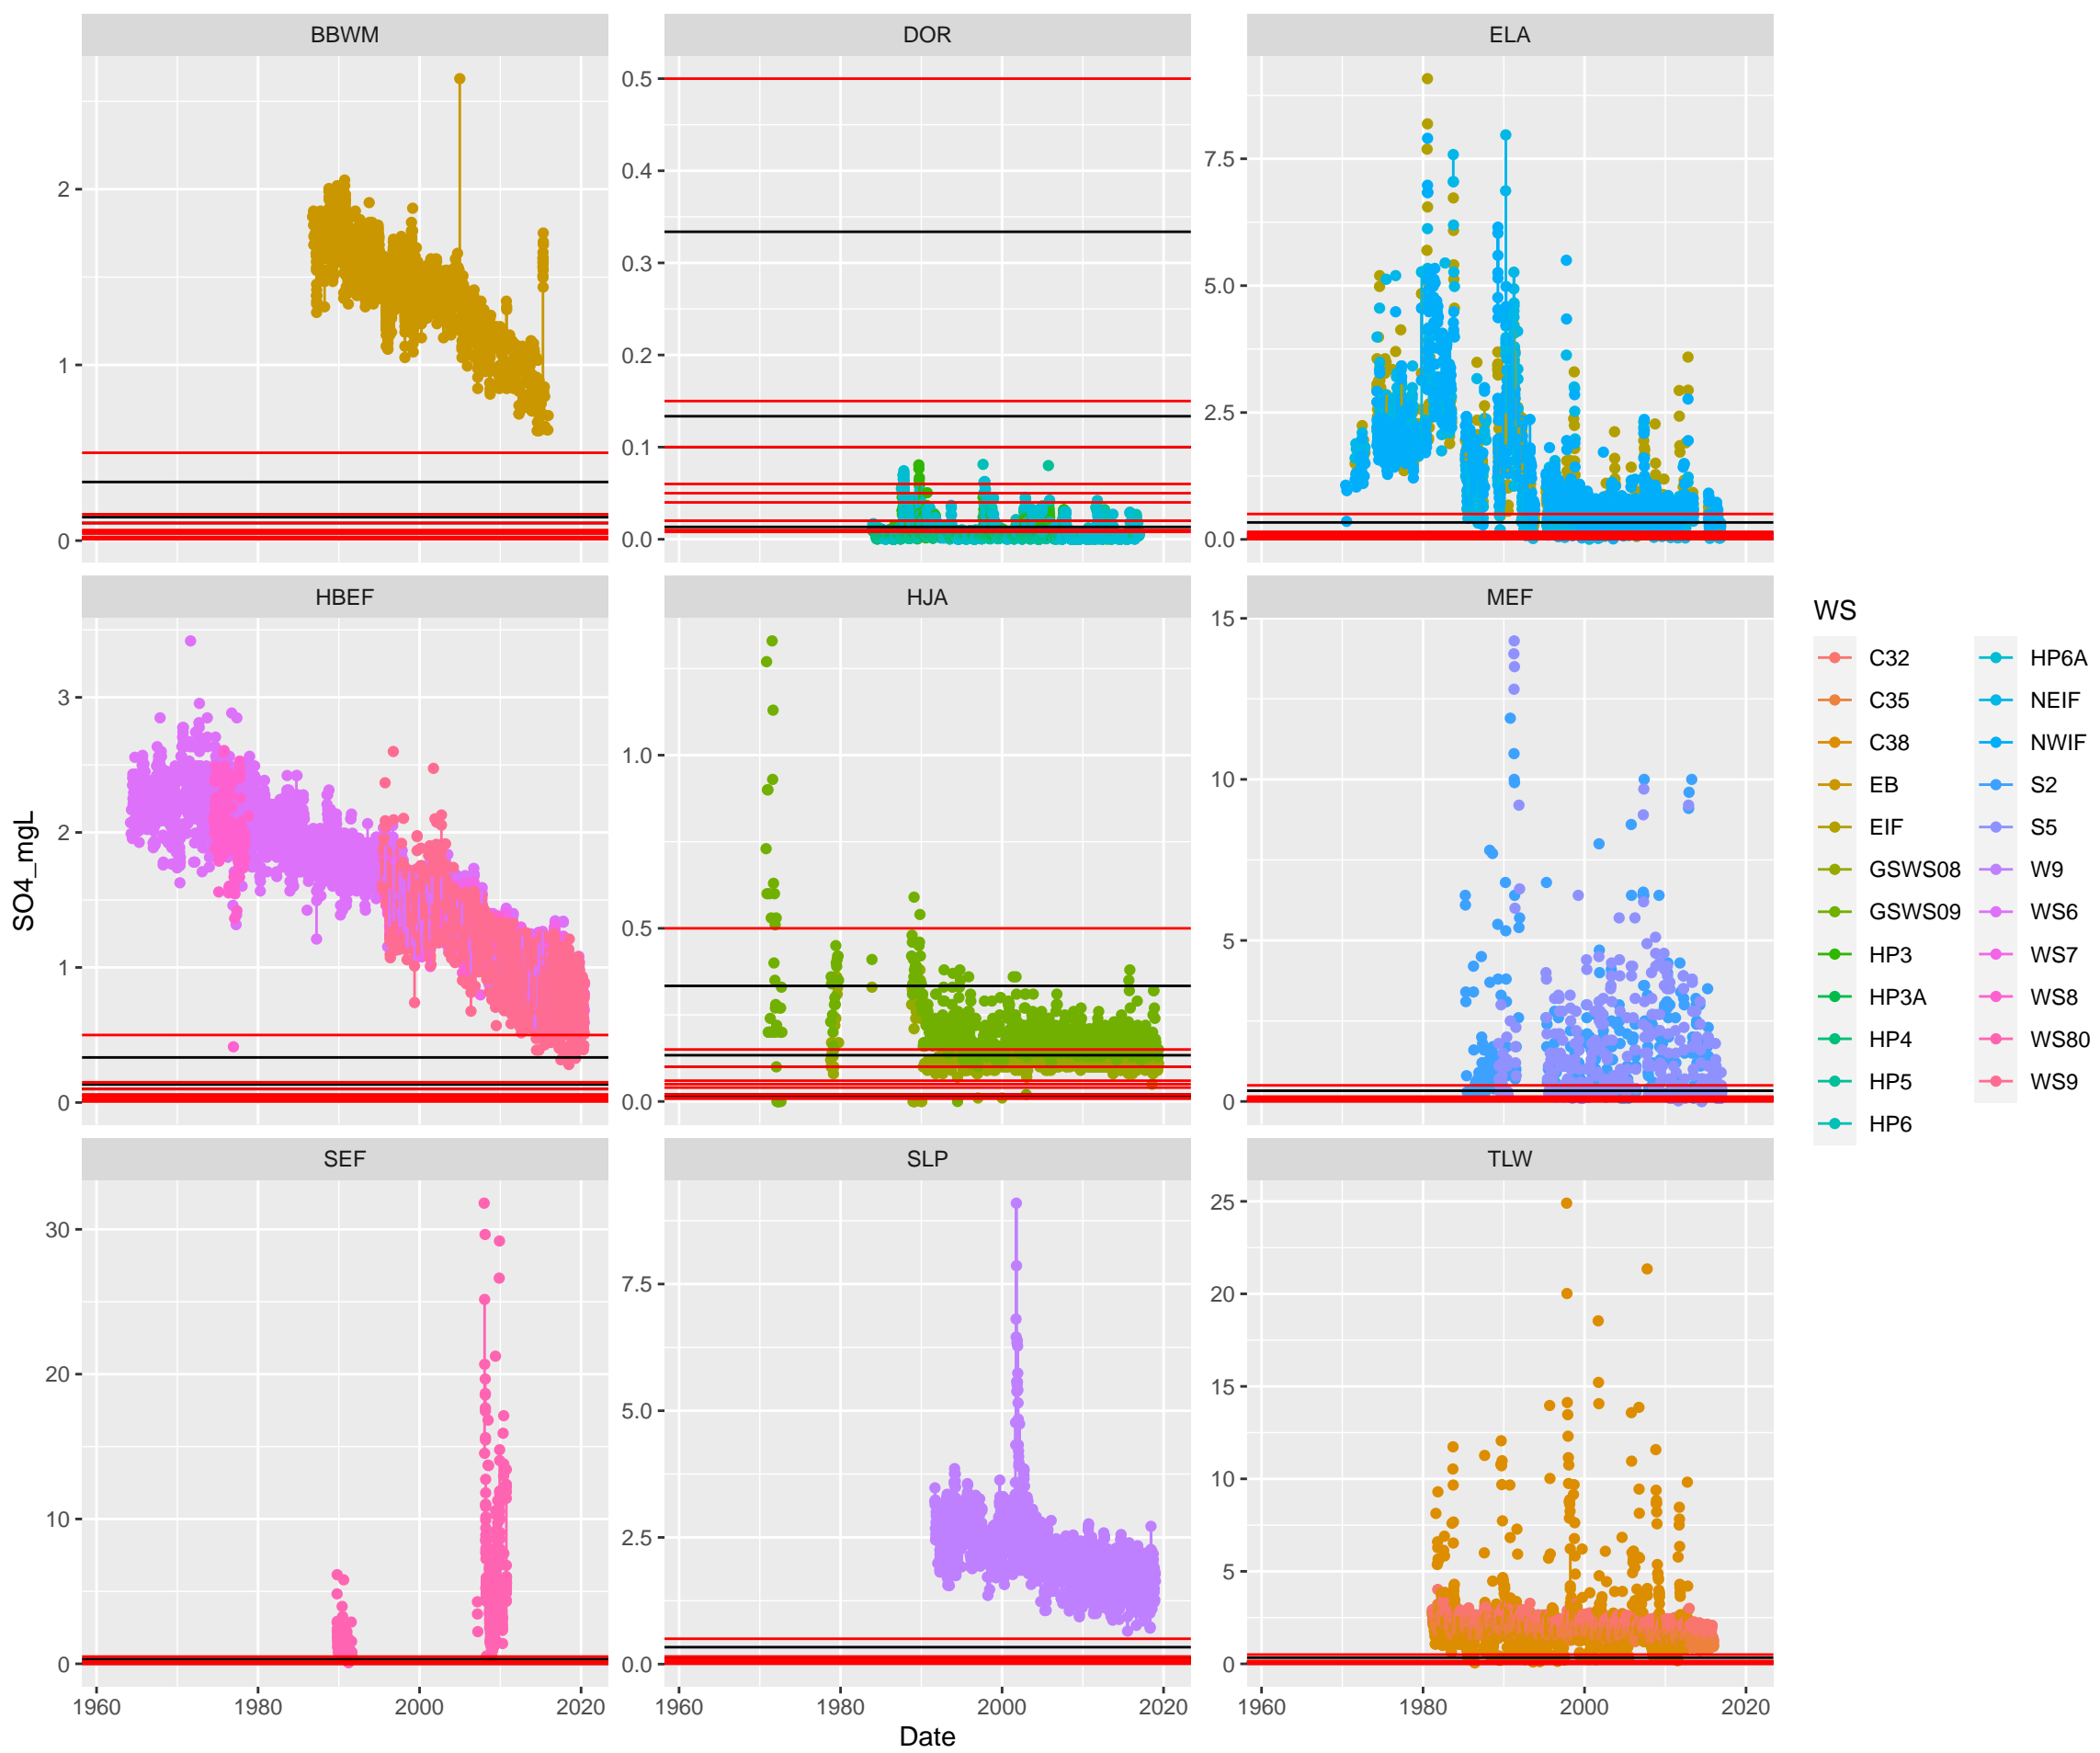 BBWM
DOR
ELA
2
1
0
0.5
0.4
0.3
0.2
0.1
0.0
7.5
5.0
2.5
0.0
HBEF
HJA
MEF
3
2
1
0
1.0
0.5
0.0
15
10
5
0
SEF
SLP
TLW
30
20
10
0
7.5
5.0
2.5
0.0
25
20
15
10
5
0
1960 1980 2000 2020
1960 1980 2000 2020
1960 1980 2000 2020
Date
SO4_mgL
WS
C32
C35
C38
EB
EIF
GSWS08
GSWS09
HP3
HP3A
HP4
HP5
HP6
HP6A
NEIF
NWIF
S2
S5
W9
WS6
WS7
WS8
WS80
WS9